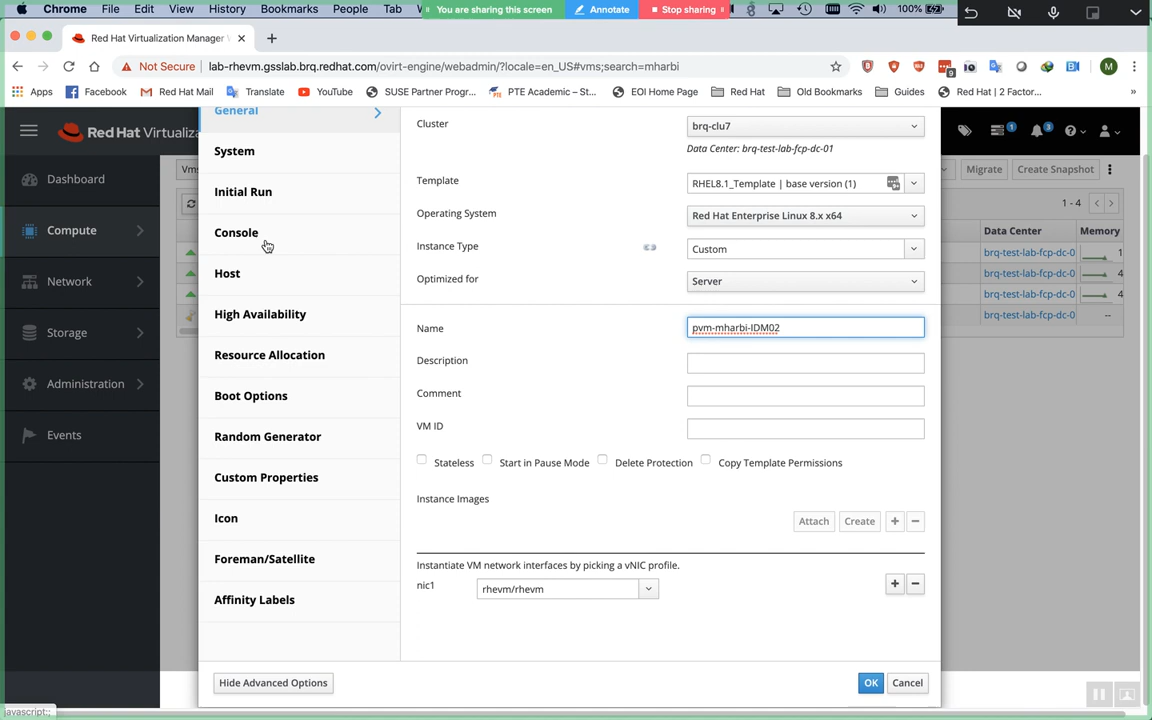 Chrome File Edit View History Bookmarks People Tab You are sharing this screen Annotate Stop sharing 100%
Red Hat Virtualization Manager
Not Secure lab-rhevm.gsslab.brq.redhat.com/ovirt-engine/webadmin/?locale=en_US#vms;search=mharbi 9 M
Apps Facebook Red Hat Mail Translate YouTube SUSE Partner Progr... PTE Academic – St... EOI Home Page Red Hat Old Bookmarks Guides Red Hat | 2 Factor... »
Red Hat Virtualiza
1 3
Dashboard
Compute
Network
Storage
Administration
Events
Vms
Migrate Create Snapshot
1 - 4
Data Center Memory
brq-test-lab-fcp-dc-0 1
brq-test-lab-fcp-dc-0 4
brq-test-lab-fcp-dc-0 4
brq-test-lab-fcp-dc-0 --
General
System
Initial Run
Console
Host
High Availability
Resource Allocation
Boot Options
Random Generator
Custom Properties
Icon
Foreman/Satellite
Affinity Labels
Cluster brq-clu7
Data Center: brq-test-lab-fcp-dc-01
Template RHEL8.1_Template | base version (1)
Operating System Red Hat Enterprise Linux 8.x x64
Instance Type Custom
Optimized for Server
Name pvm-mharbi-IDM02
Description
Comment
VM ID
Stateless Start in Pause Mode Delete Protection Copy Template Permissions
Instance Images
Attach Create + −
Instantiate VM network interfaces by picking a vNIC profile.
nic1 rhevm/rhevm + −
Hide Advanced Options OK Cancel
javascript:;